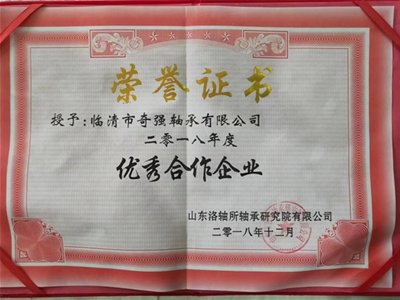 荣誉证书
授予：临清市奇强轴承有限公司
二零一八年度
优秀合作企业
山东洛轴所轴承研究院有限公司
二零一八年十二月